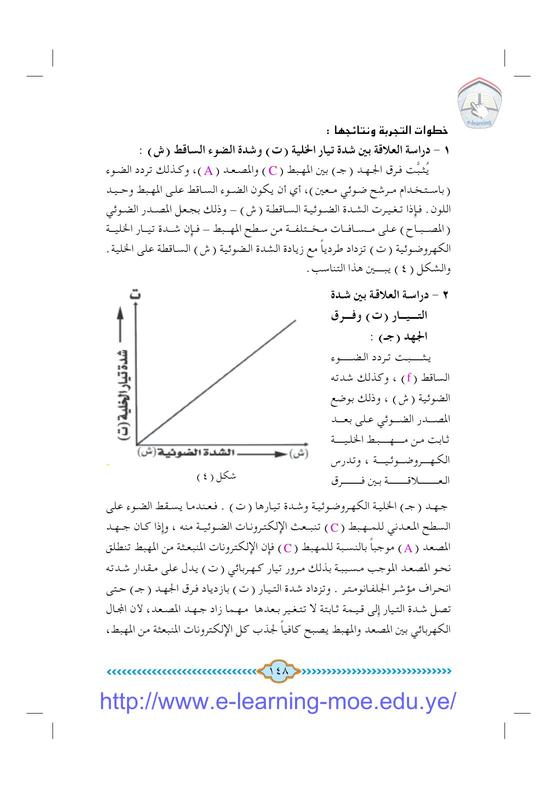 e-learning
خطوات التجربة ونتائجها :
١ – دراسة العلاقة بين شدة تيار الخلية ( ت ) وشدة الضوء الساقط ( ش ) :
يُثبَّت فرق الجهد ( جـ ) بين المهبط ( C ) والمصعد ( A ) ، وكذلك تردد الضوء
( باستخدام مرشح ضوئي معين ) ، أي أن يكون الضوء الساقط على المهبط وحيد
اللون . فإذا تغيرت الشدة الضوئية الساقطة ( ش ) – وذلك بجعل المصدر الضوئي
( المصباح ) على مسافات مختلفة من سطح المهبط – فإن شدة تيار الخلية
الكهروضوئية ( ت ) تزداد طردياً مع زيادة الشدة الضوئية ( ش ) الساقطة على الخلية .
والشكل ( ٤ ) يبين هذا التناسب .
٢ – دراسة العلاقة بين شدة
التيار ( ت ) وفرق
الجهد ( جـ ) :
يثبت تردد الضوء
الساقط ( f ) ، وكذلك شدته
الضوئية ( ش ) ، وذلك بوضع
المصدر الضوئي على بعد
ثابت من مهبط الخلية
الكهروضوئية ، وتدرس
العلاقة بين فرق
ت
شدة تيار الخلية ( ت )
(ش) الشدة الضوئية (ش)
شكل ( ٤ )
جهد ( جـ ) الخلية الكهروضوئية وشدة تيارها ( ت ) . فعندما يسقط الضوء على
السطح المعدني للمهبط ( C ) تنبعث الإلكترونات الضوئية منه ، وإذا كان جهد
المصعد ( A ) موجباً بالنسبة للمهبط ( C ) فإن الإلكترونات المنبعثة من المهبط تنطلق
نحو المصعد الموجب مسببة بذلك مرور تيار كهربائي ( ت ) يدل على مقدار شدته
انحراف مؤشر الجلفانومتر . وتزداد شدة التيار ( ت ) بازدياد فرق الجهد ( جـ ) حتى
تصل شدة التيار إلى قيمة ثابتة لا تتغير بعدها مهما زاد جهد المصعد، لان المجال
الكهربائي بين المصعد والمهبط يصبح كافياً لجذب كل الإلكترونات المنبعثة من المهبط،
١٤٨
http://www.e-learning-moe.edu.ye/